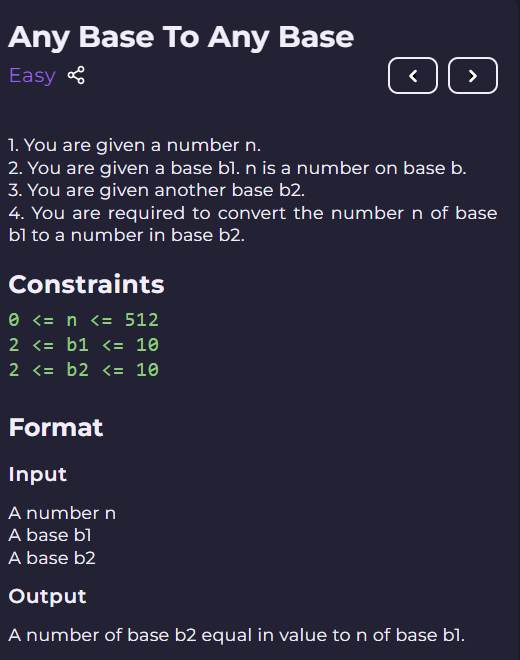 Any Base To Any Base
Easy
1. You are given a number n.
2. You are given a base b1. n is a number on base b.
3. You are given another base b2.
4. You are required to convert the number n of base
b1 to a number in base b2.
Constraints
0 <= n <= 512
2 <= b1 <= 10
2 <= b2 <= 10
Format
Input
A number n
A base b1
A base b2
Output
A number of base b2 equal in value to n of base b1.